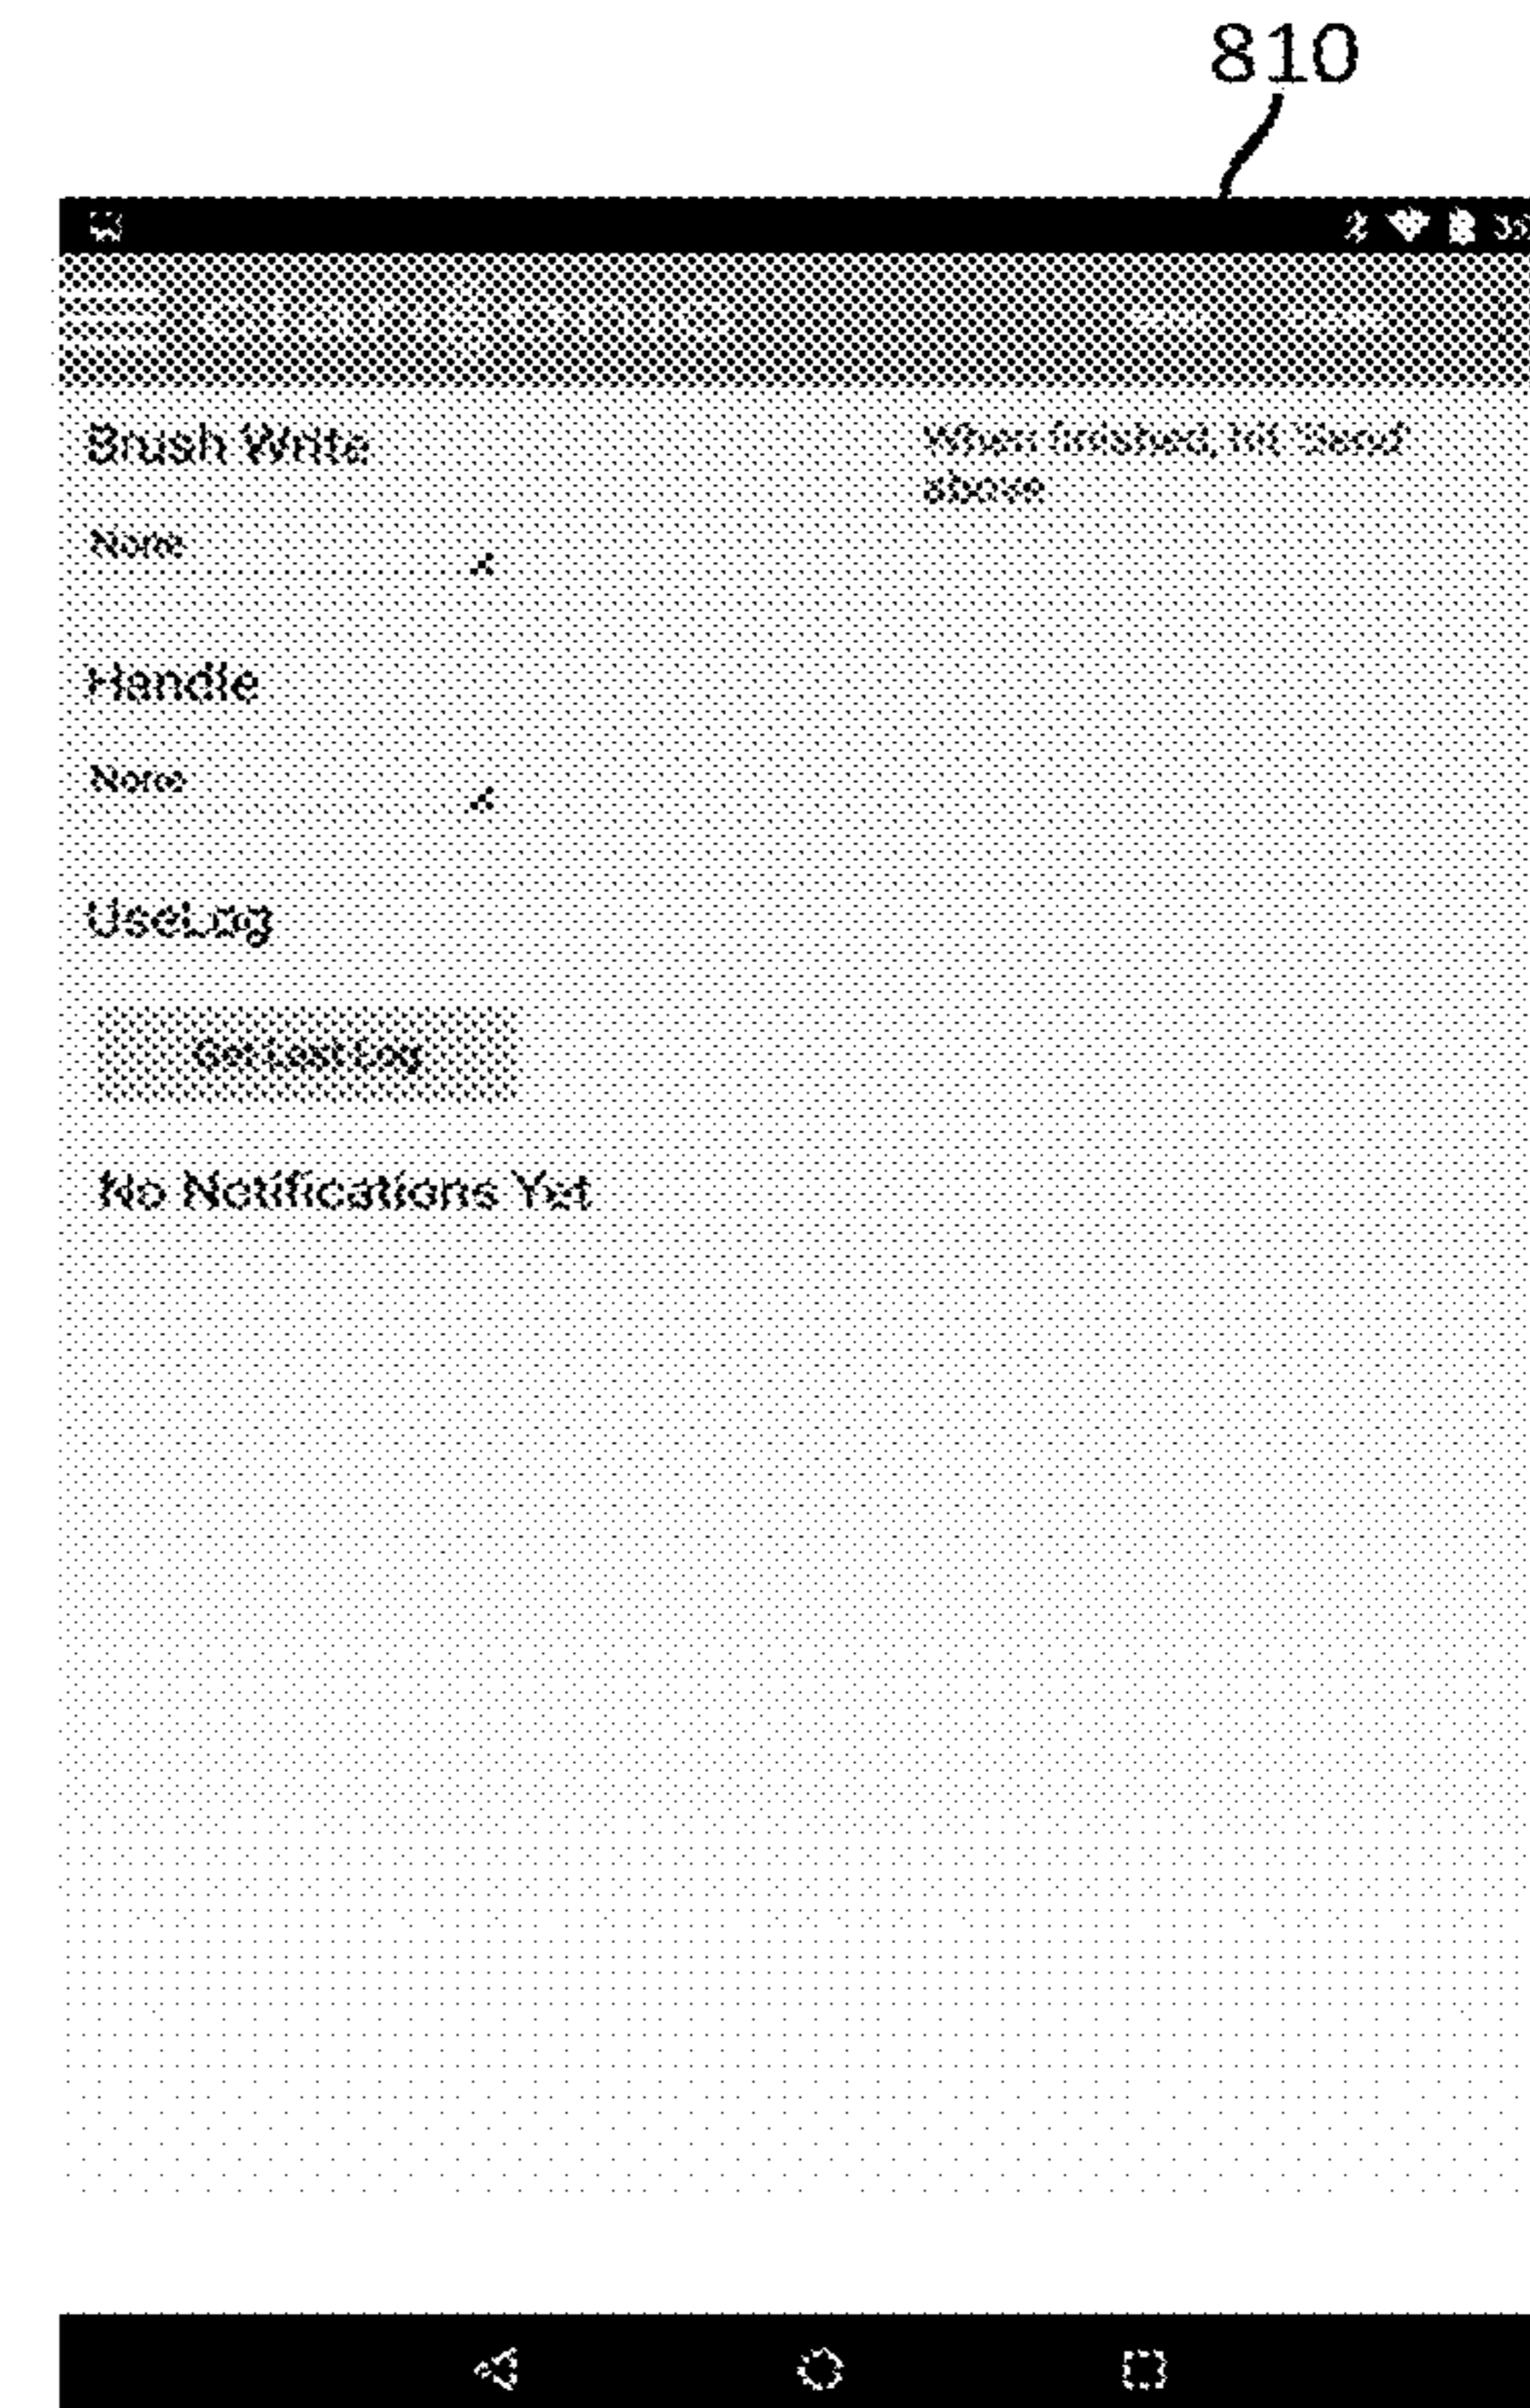 810
Brush Write
When finished, hit 'Send'
above
None
Handle
None
UseLog
Get Last Log
No Notifications Yet